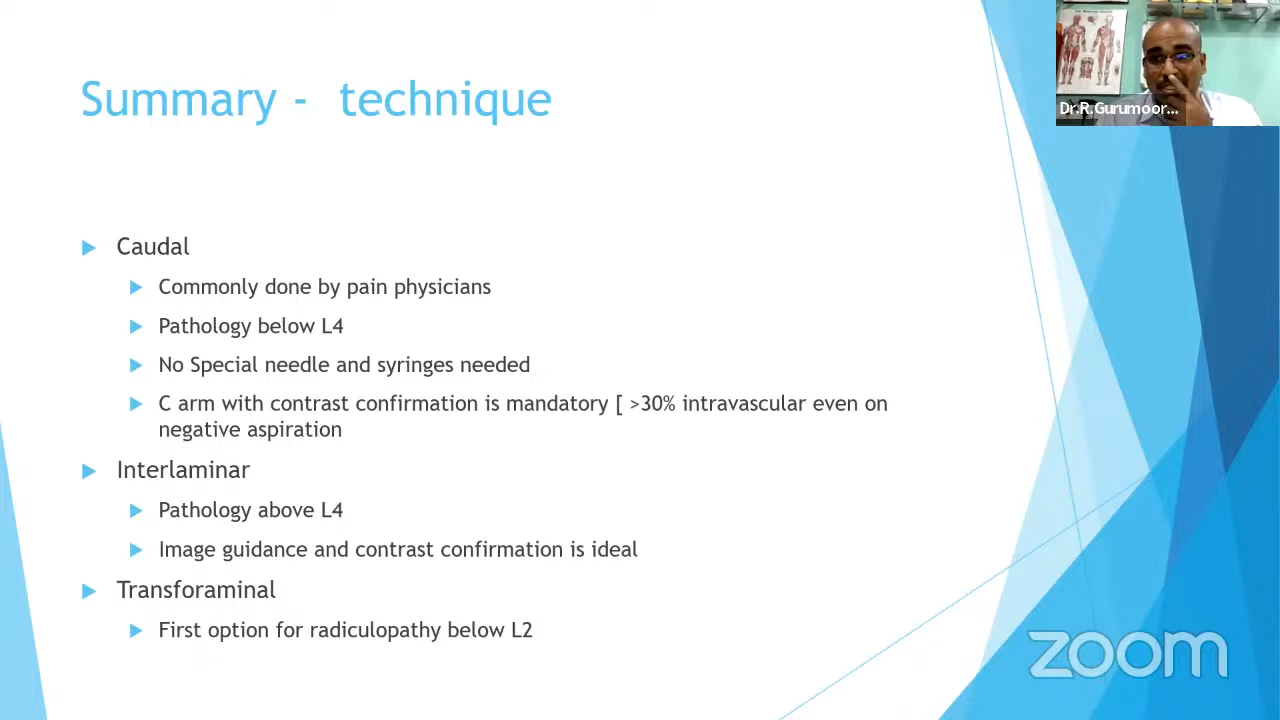 Summary - technique
Dr.R.Gurumoor...
Caudal
Commonly done by pain physicians
Pathology below L4
No Special needle and syringes needed
C arm with contrast confirmation is mandatory [ >30% intravascular even on
negative aspiration
Interlaminar
Pathology above L4
Image guidance and contrast confirmation is ideal
Transforaminal
First option for radiculopathy below L2
zoom